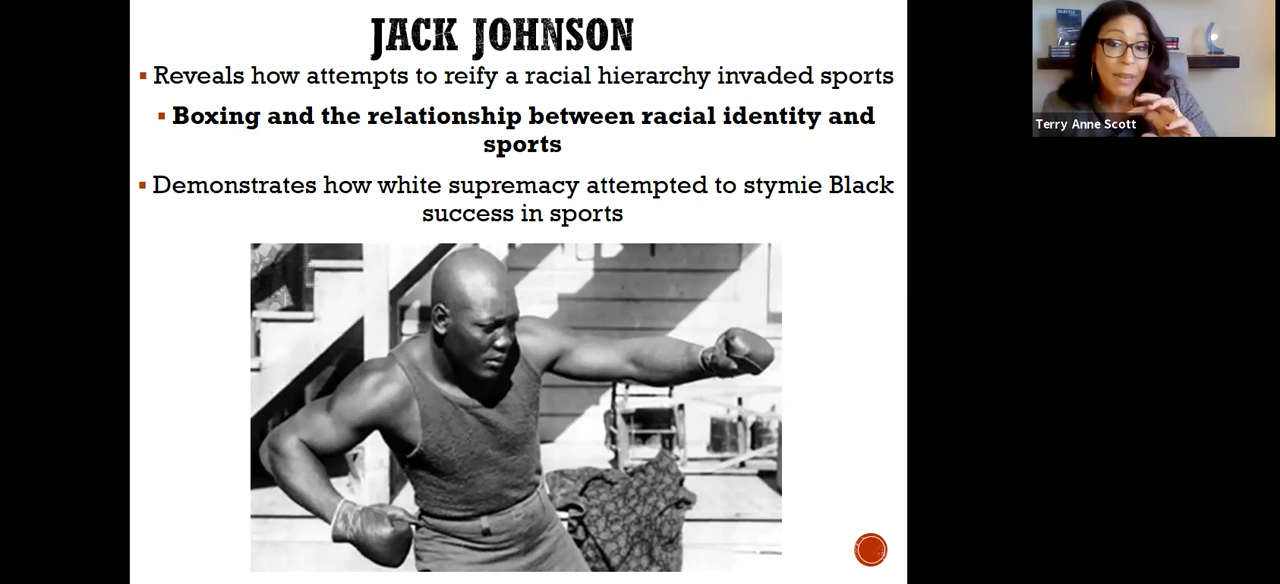 JACK JOHNSON
▪ Reveals how attempts to reify a racial hierarchy invaded sports
▪ Boxing and the relationship between racial identity and
sports
▪ Demonstrates how white supremacy attempted to stymie Black
success in sports
Terry Anne Scott